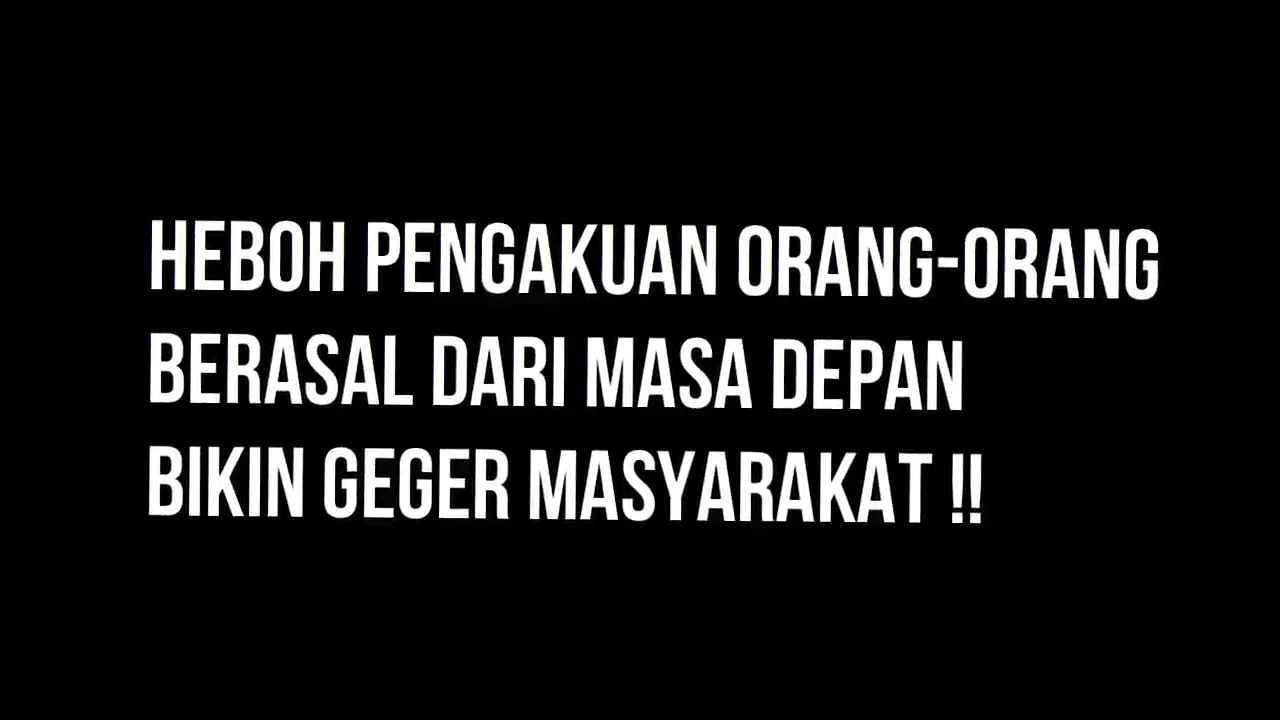 HEBOH PENGAKUAN ORANG-ORANG
BERASAL DARI MASA DEPAN
BIKIN GEGER MASYARAKAT !!